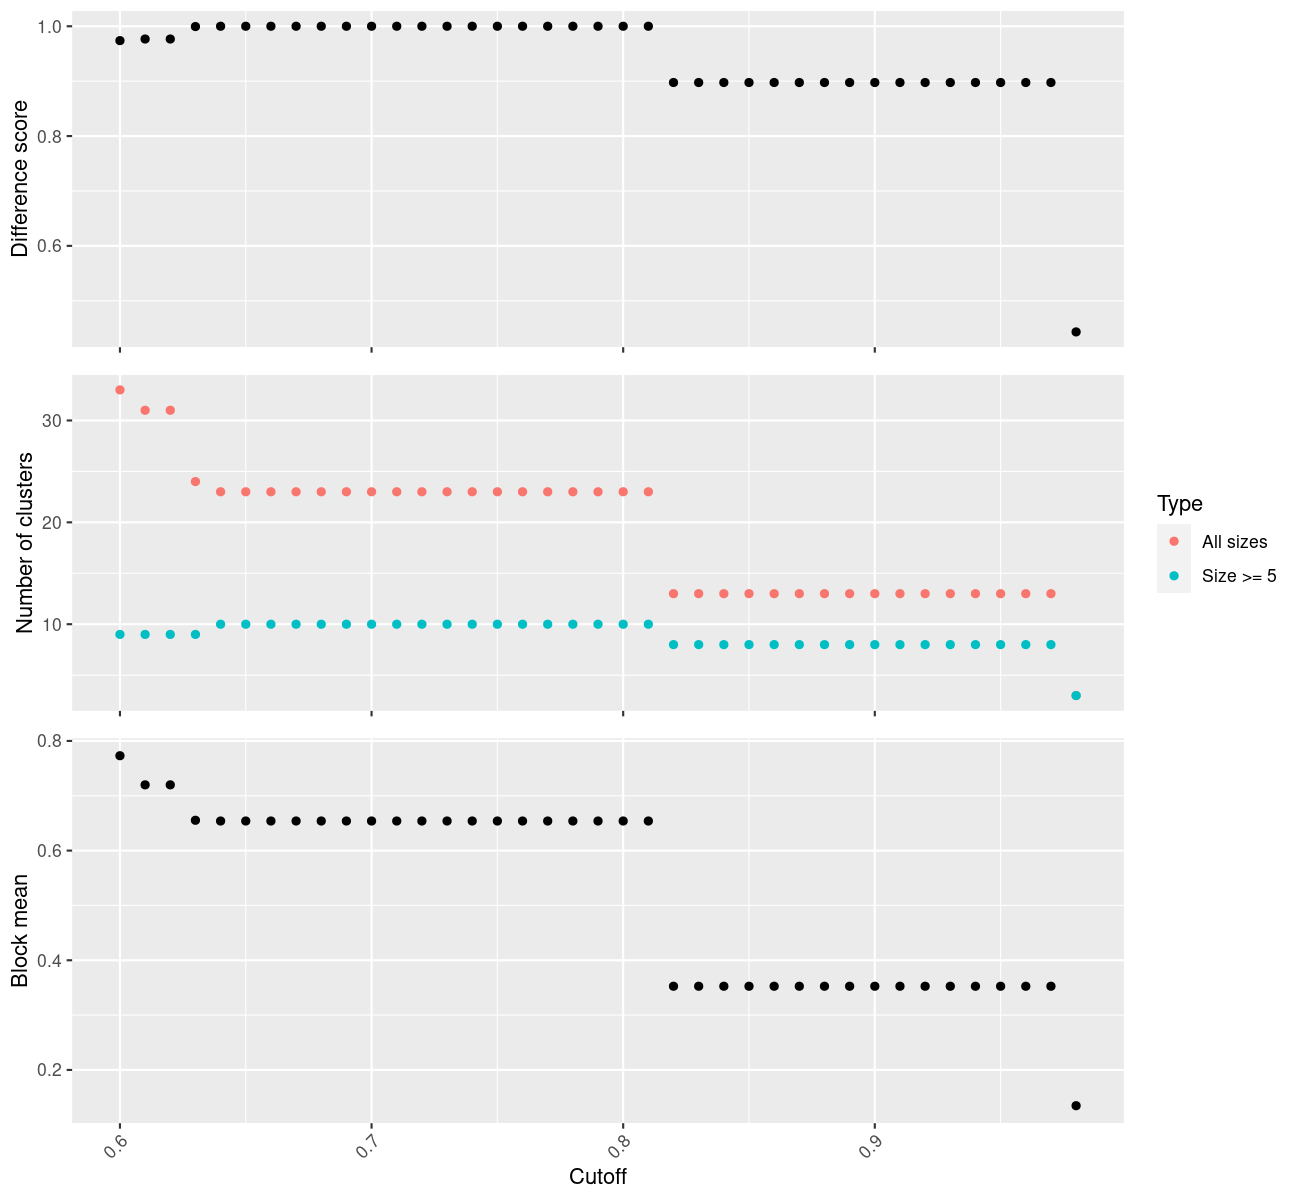 Difference score
1.0
0.8
0.6
Number of clusters
30
20
10
Block mean
0.8
0.6
0.4
0.2
0.6
0.7
0.8
0.9
Cutoff
Type
All sizes
Size >= 5